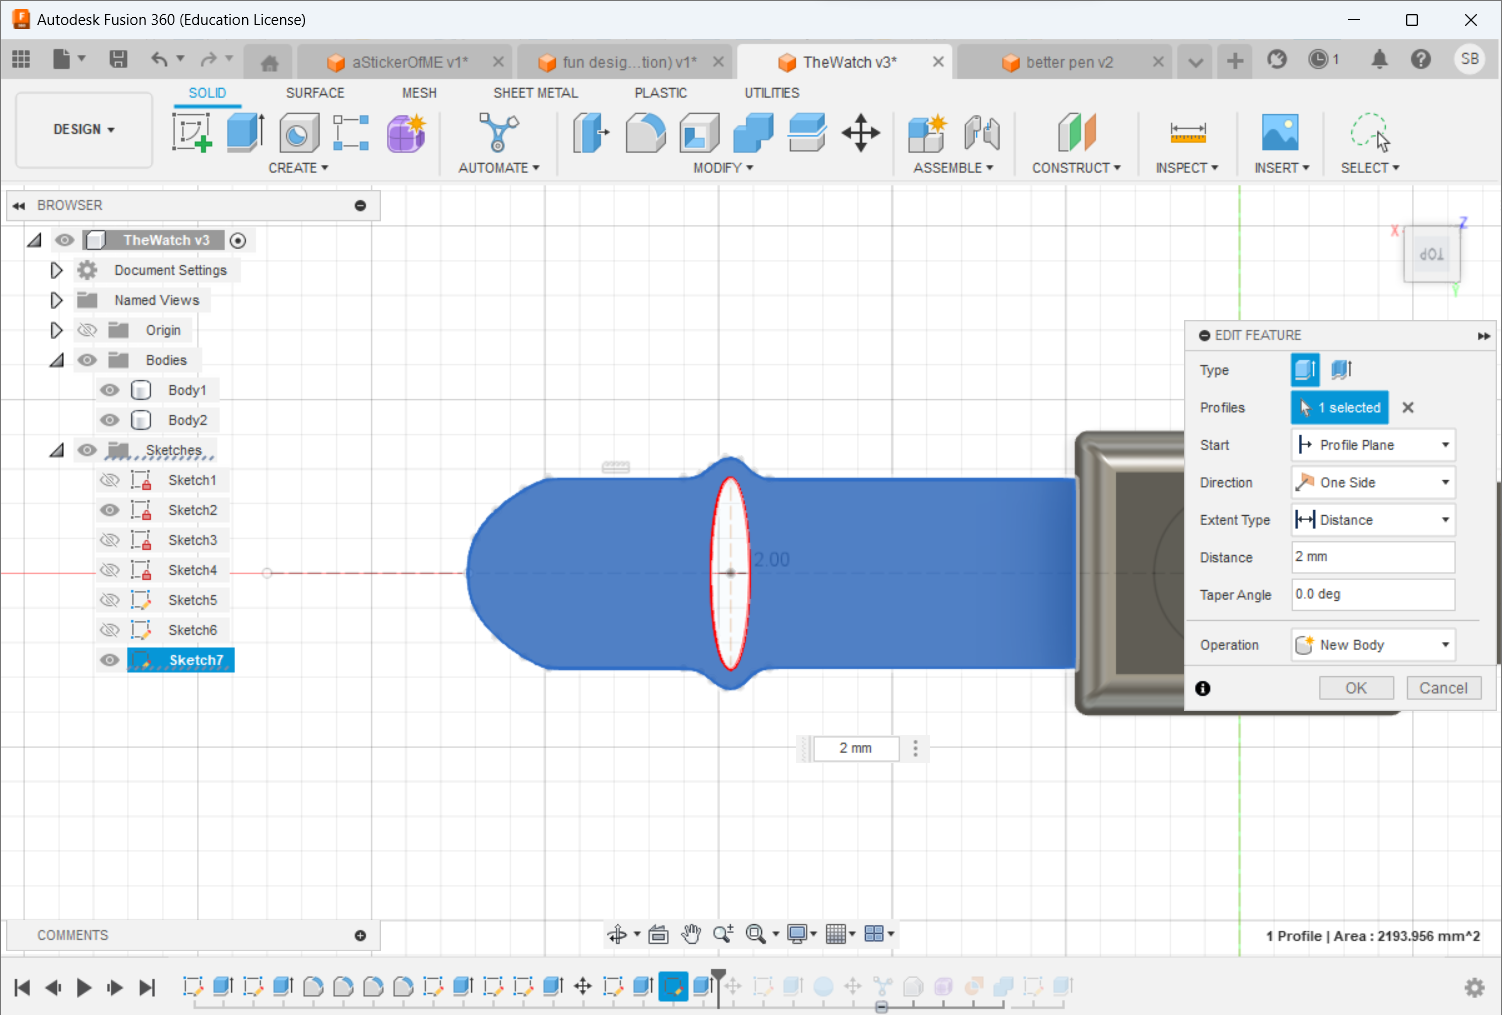 Autodesk Fusion 360 (Education License)
aStickerOfME v1*
fun desig...tion) v1*
TheWatch v3*
better pen v2
1
SB
DESIGN
SOLID
SURFACE
MESH
SHEET METAL
PLASTIC
UTILITIES
CREATE
AUTOMATE
MODIFY
ASSEMBLE
CONSTRUCT
INSPECT
INSERT
SELECT
BROWSER
TheWatch v3
Document Settings
Named Views
Origin
Bodies
Body1
Body2
Sketches
Sketch1
Sketch2
Sketch3
Sketch4
Sketch5
Sketch6
Sketch7
2.00
2 mm
X
Z
TOP
Y
EDIT FEATURE
Type
Profiles
1 selected
Start
Profile Plane
Direction
One Side
Extent Type
Distance
Distance
2 mm
Taper Angle
0.0 deg
Operation
New Body
OK
Cancel
COMMENTS
1 Profile | Area : 2193.956 mm^2